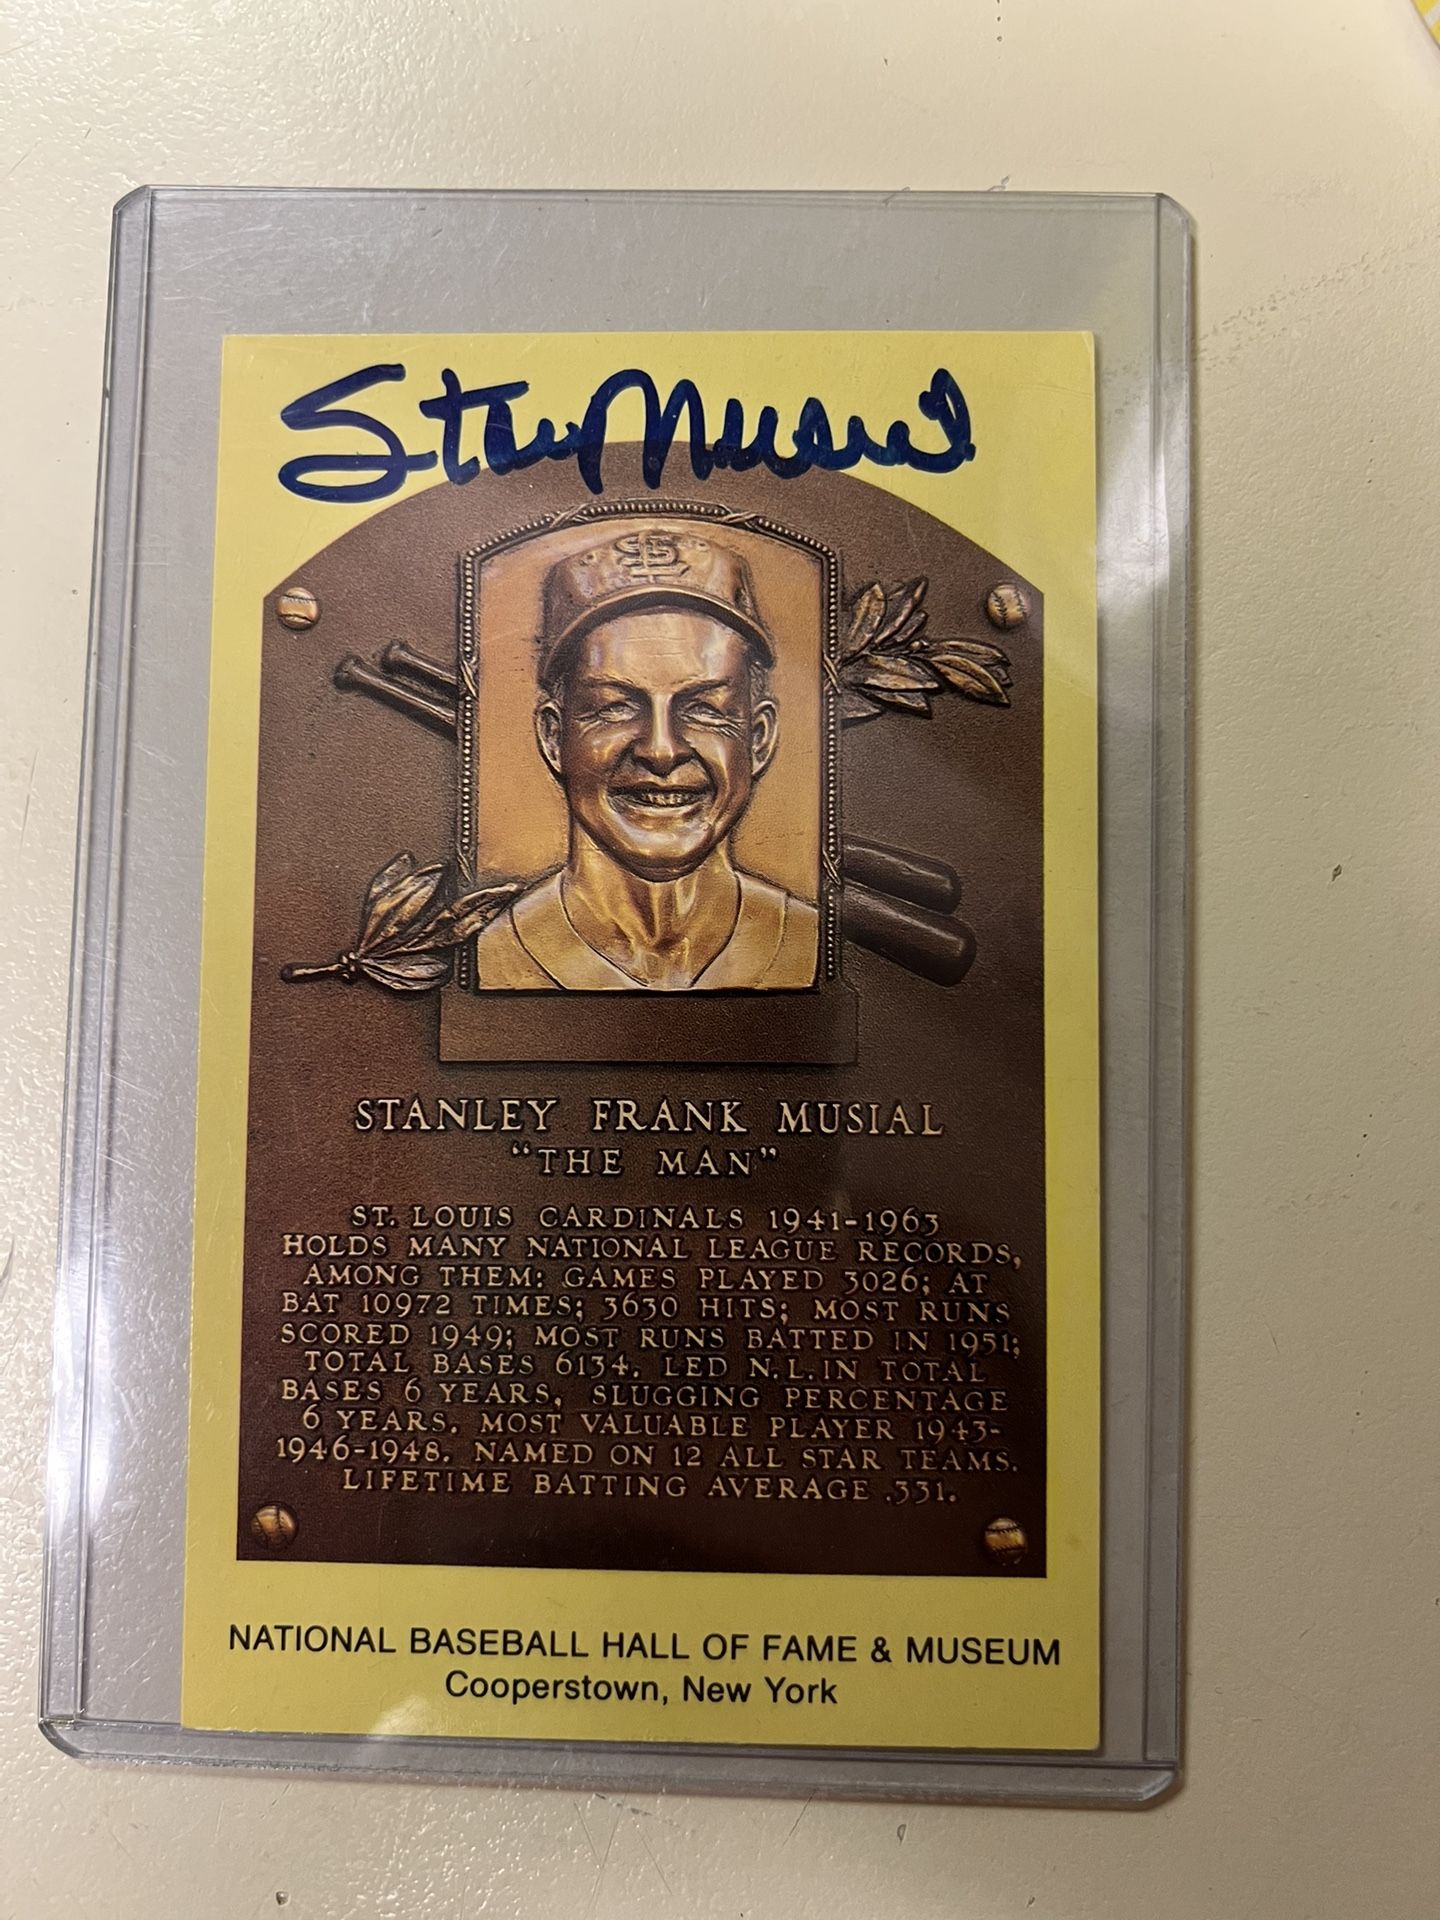 Stan Musial
STL
STANLEY FRANK MUSIAL
"THE MAN"
ST. LOUIS CARDINALS 1941-1963
HOLDS MANY NATIONAL LEAGUE RECORDS,
AMONG THEM: GAMES PLAYED 3026; AT
BAT 10972 TIMES; 3630 HITS; MOST RUNS
SCORED 1949; MOST RUNS BATTED IN 1951;
TOTAL BASES 6134. LED N.L. IN TOTAL
BASES 6 YEARS, SLUGGING PERCENTAGE
6 YEARS. MOST VALUABLE PLAYER 1943-
1946-1948. NAMED ON 12 ALL STAR TEAMS.
LIFETIME BATTING AVERAGE .331.
NATIONAL BASEBALL HALL OF FAME & MUSEUM
Cooperstown, New York